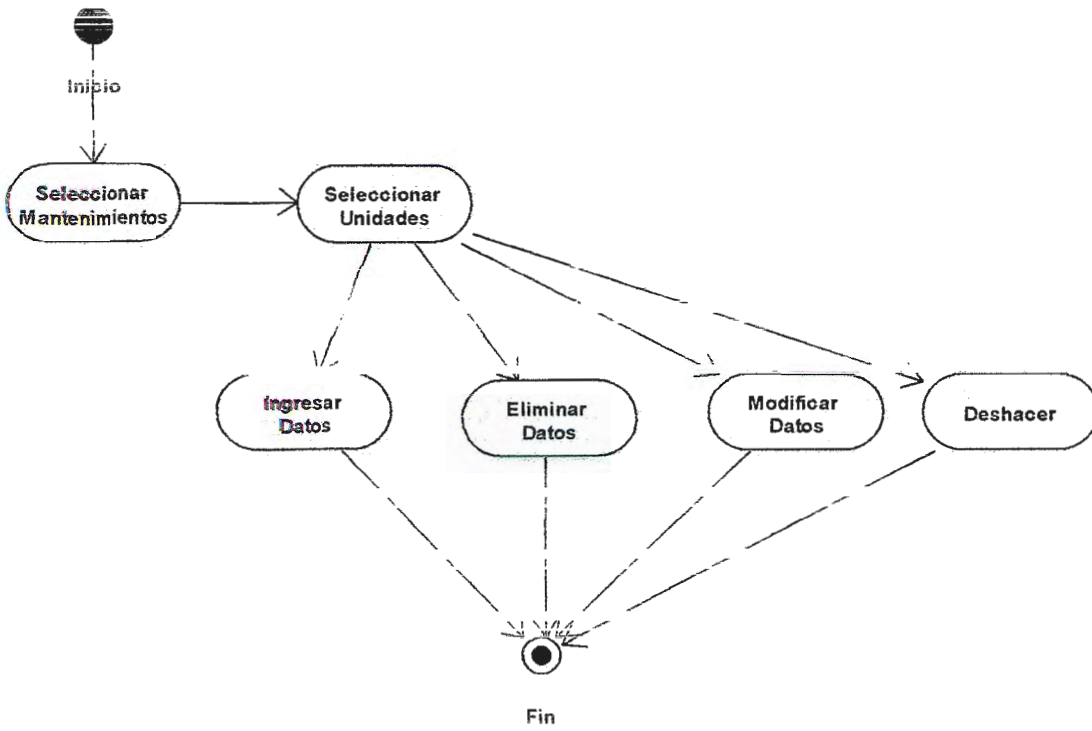 Inicio
Seleccionar
Mantenimientos
Seleccionar
Unidades
Ingresar
Datos
Eliminar
Datos
Modificar
Datos
Deshacer
Fin